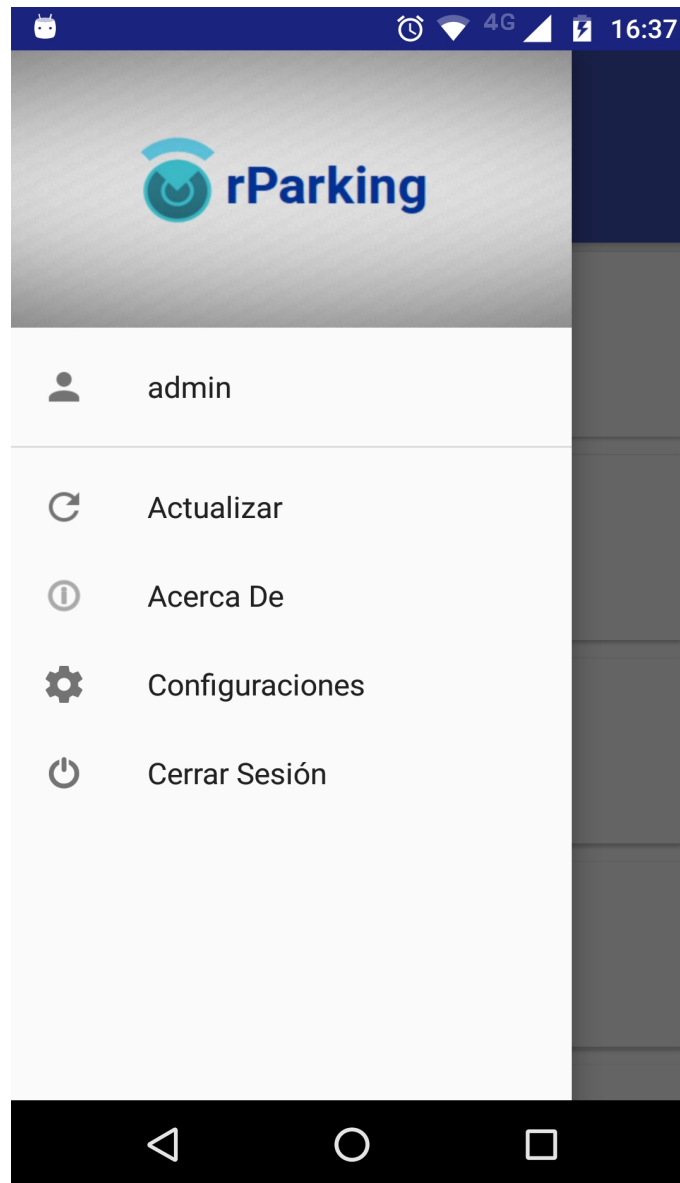 4G 16:37
rParking
admin
Actualizar
Acerca De
Configuraciones
Cerrar Sesión